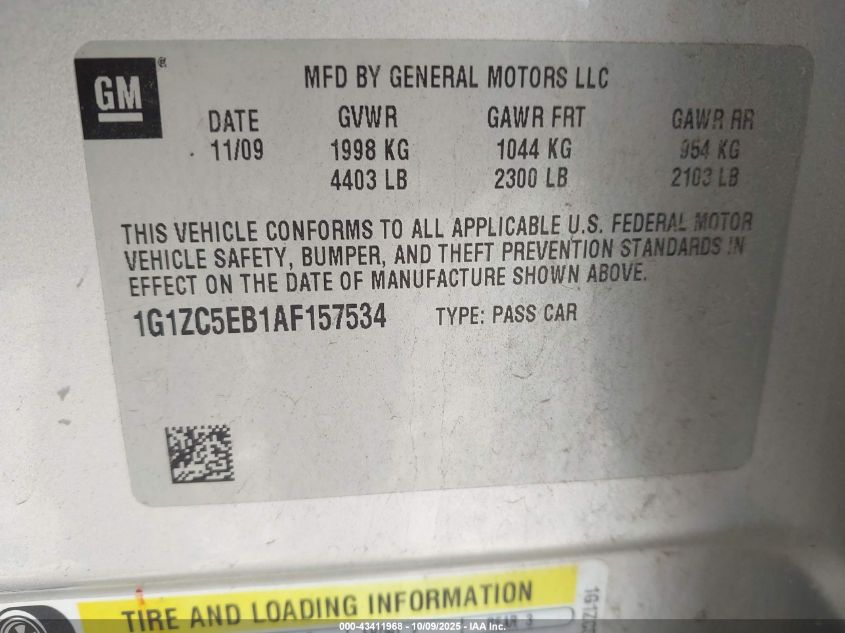 GM
MFD BY GENERAL MOTORS LLC
DATE GVWR GAWR FRT GAWR RR
11/09 1998 KG 1044 KG 954 KG
4403 LB 2300 LB 2103 LB
THIS VEHICLE CONFORMS TO ALL APPLICABLE U.S. FEDERAL MOTOR
VEHICLE SAFETY, BUMPER, AND THEFT PREVENTION STANDARDS IN
EFFECT ON THE DATE OF MANUFACTURE SHOWN ABOVE.
1G1ZC5EB1AF157534 TYPE: PASS CAR
TIRE AND LOADING INFORMATION
1G1ZC
000-43411968 - 10/09/2025 - IAA Inc.